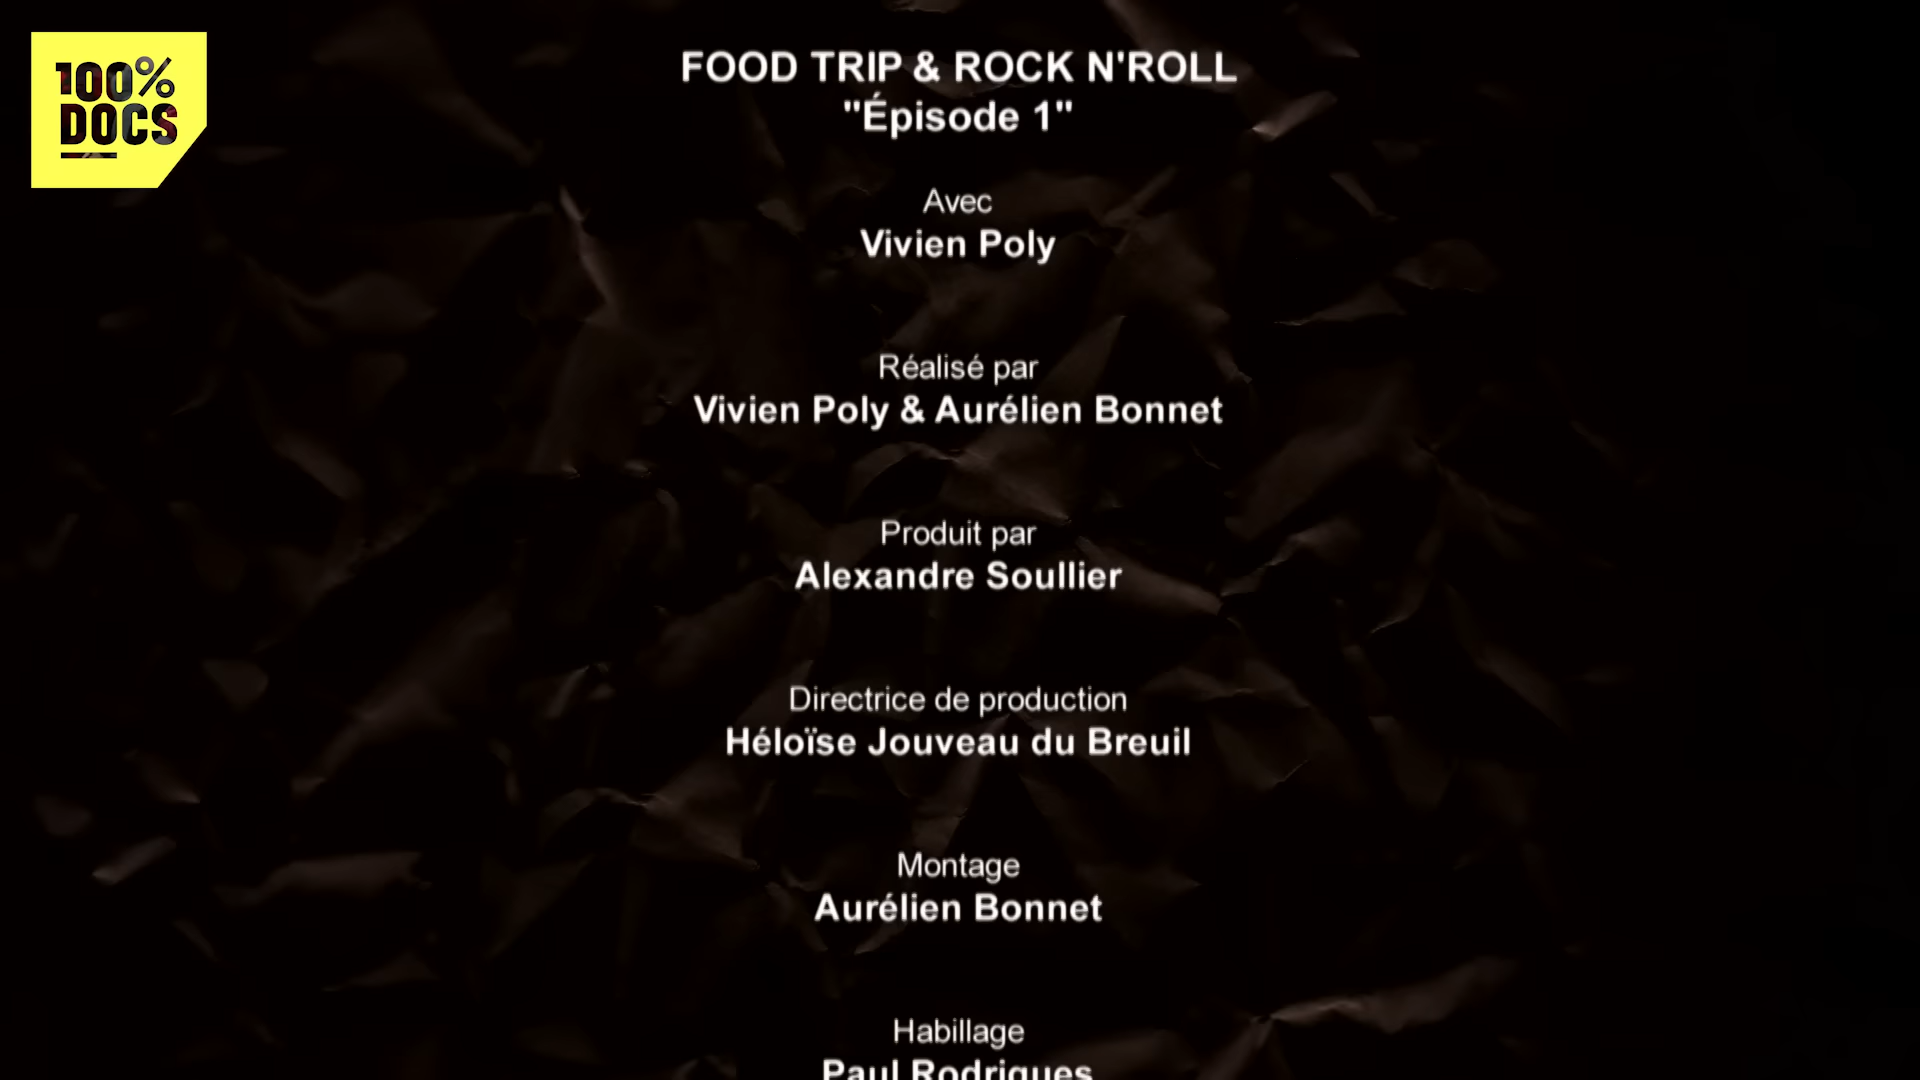 100%
DOCS
FOOD TRIP & ROCK N'ROLL
"Épisode 1"
Avec
Vivien Poly
Réalisé par
Vivien Poly & Aurélien Bonnet
Produit par
Alexandre Soullier
Directrice de production
Héloïse Jouveau du Breuil
Montage
Aurélien Bonnet
Habillage
Paul Rodrigues